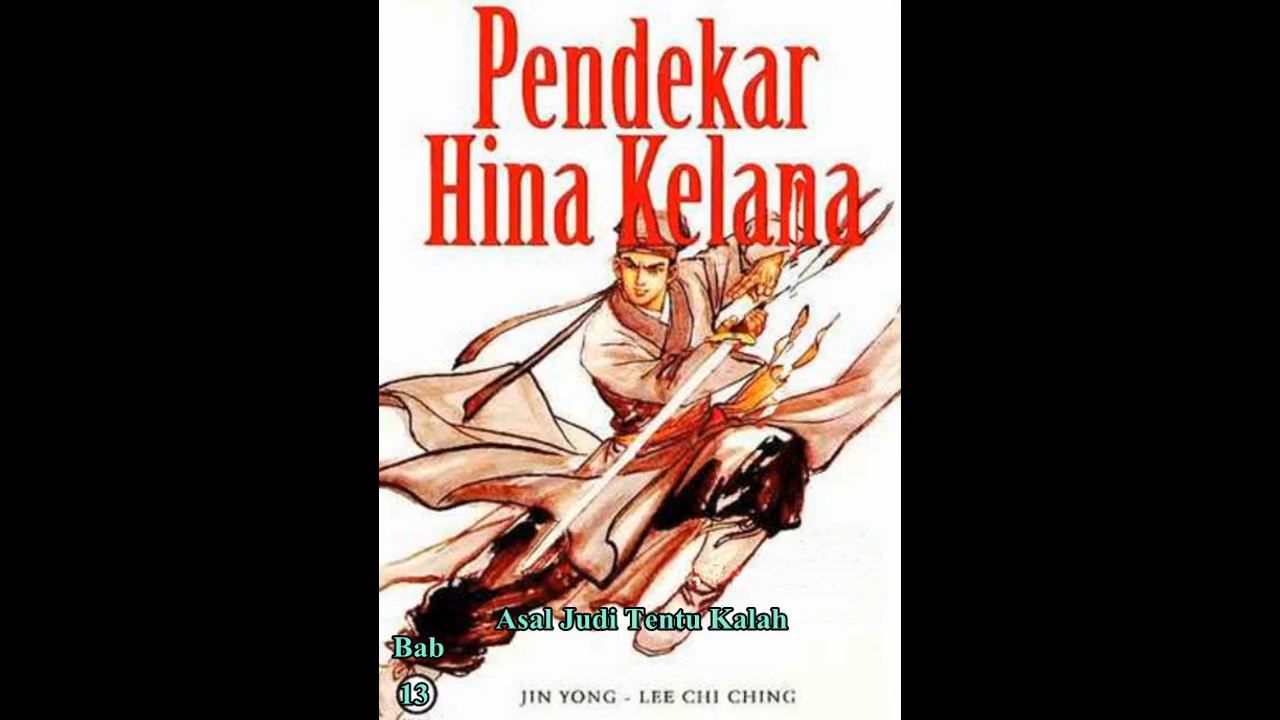 Pendekar
Hina Kelana
Asal Judi Tentu Kalah
Bab
13
JIN YONG - LEE CHI CHING